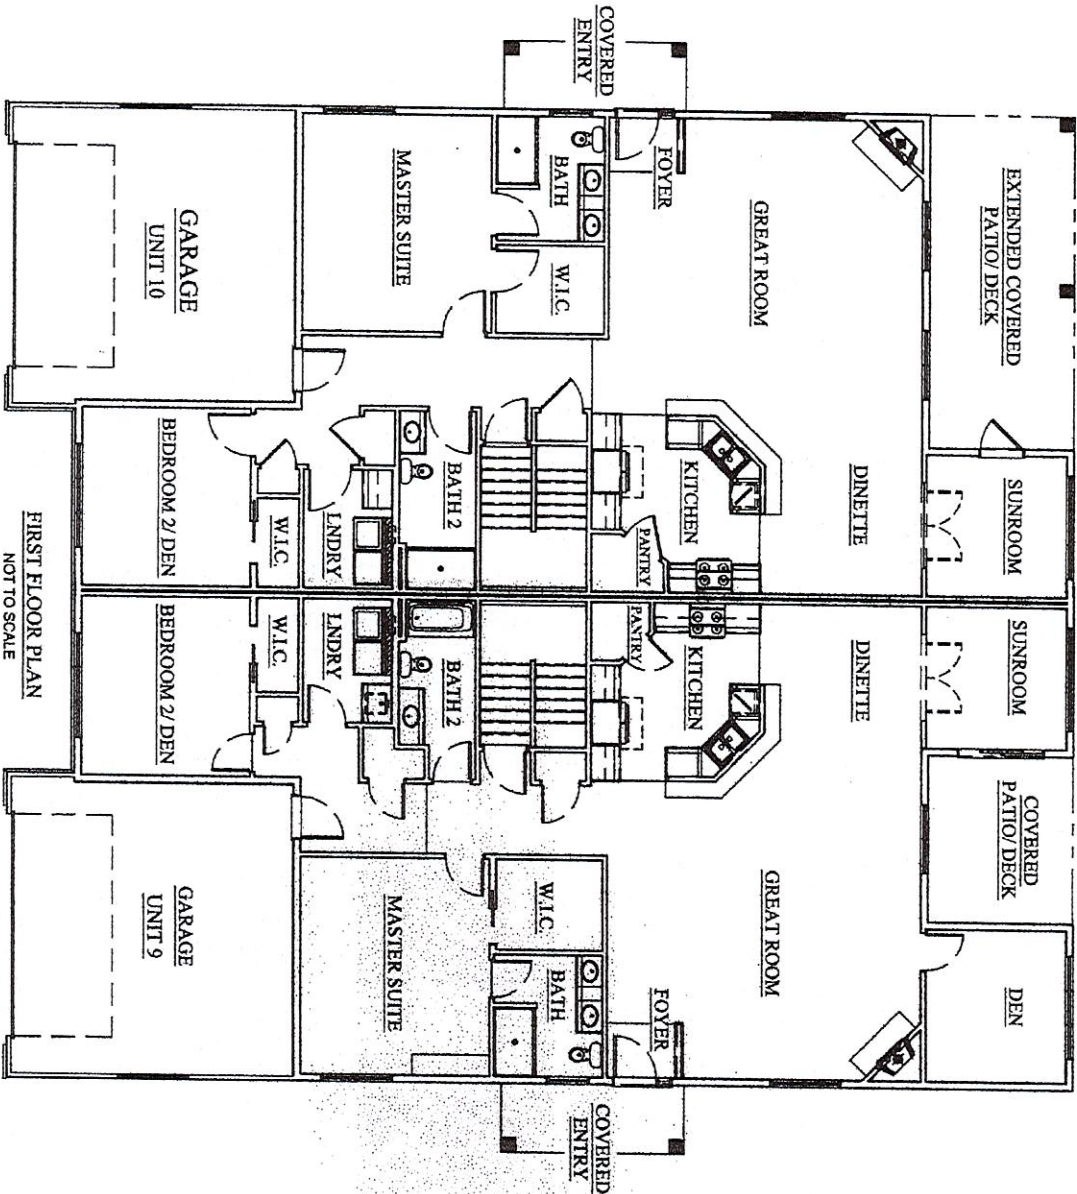 EXTENDED COVERED
PATIO/ DECK
SUNROOM
SUNROOM
COVERED
PATIO/ DECK
DEN
DINETTE
DINETTE
GREAT ROOM
GREAT ROOM
KITCHEN
KITCHEN
PANTRY
PANTRY
FOYER
FOYER
COVERED
ENTRY
COVERED
ENTRY
BATH
W.I.C.
W.I.C.
BATH
BATH 2
BATH 2
MASTER SUITE
MASTER SUITE
LNDRY
LNDRY
W.I.C.
W.I.C.
GARAGE
UNIT 10
BEDROOM 2/ DEN
BEDROOM 2/ DEN
GARAGE
UNIT 9
FIRST FLOOR PLAN
NOT TO SCALE